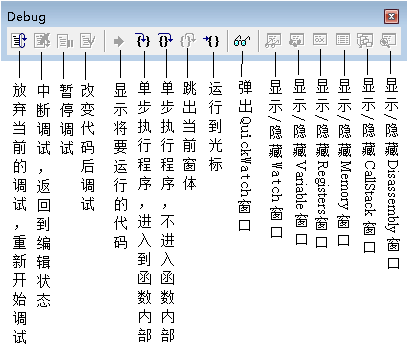 Debug
放弃当前的调试,重新开始调试
中断调试,返回到编辑状态
暂停调试
改变代码后调试
显示将要运行的代码
单步执行程序,进入到函数内部
单步执行程序,不进入函数内部
跳出当前窗体
运行到光标
弹出QuickWatch窗口
显示/隐藏Watch窗口
显示/隐藏Variable窗口
显示/隐藏Registers窗口
显示/隐藏Memory窗口
显示/隐藏CallStack窗口
显示/隐藏Disassembly窗口